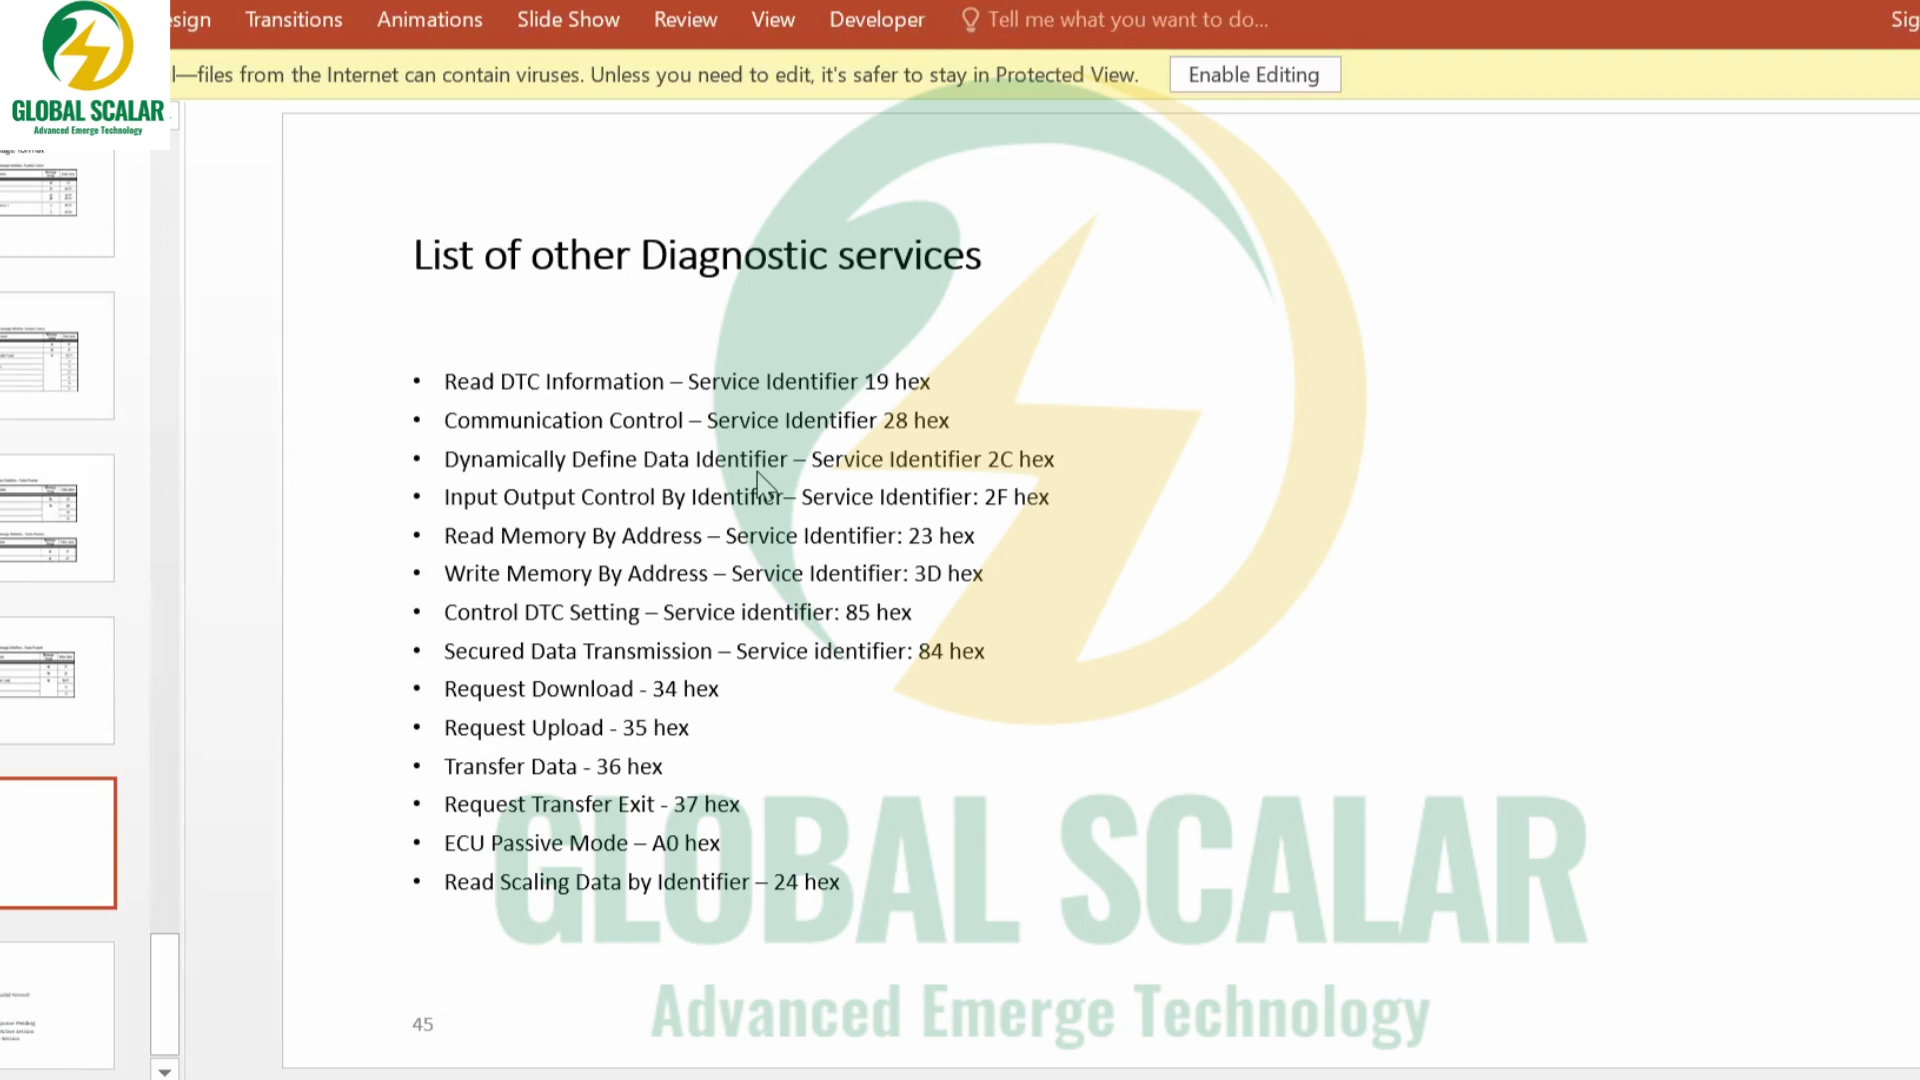 esign Transitions Animations Slide Show Review View Developer Tell me what you want to do... Sig
l—files from the Internet can contain viruses. Unless you need to edit, it's safer to stay in Protected View. Enable Editing
GLOBAL SCALAR
Advanced Emerge Technology
List of other Diagnostic services
• Read DTC Information – Service Identifier 19 hex
• Communication Control – Service Identifier 28 hex
• Dynamically Define Data Identifier – Service Identifier 2C hex
• Input Output Control By Identifier– Service Identifier: 2F hex
• Read Memory By Address – Service Identifier: 23 hex
• Write Memory By Address – Service Identifier: 3D hex
• Control DTC Setting – Service identifier: 85 hex
• Secured Data Transmission – Service identifier: 84 hex
• Request Download - 34 hex
• Request Upload - 35 hex
• Transfer Data - 36 hex
• Request Transfer Exit - 37 hex
• ECU Passive Mode – A0 hex
• Read Scaling Data by Identifier – 24 hex
GLOBAL SCALAR
Advanced Emerge Technology
45